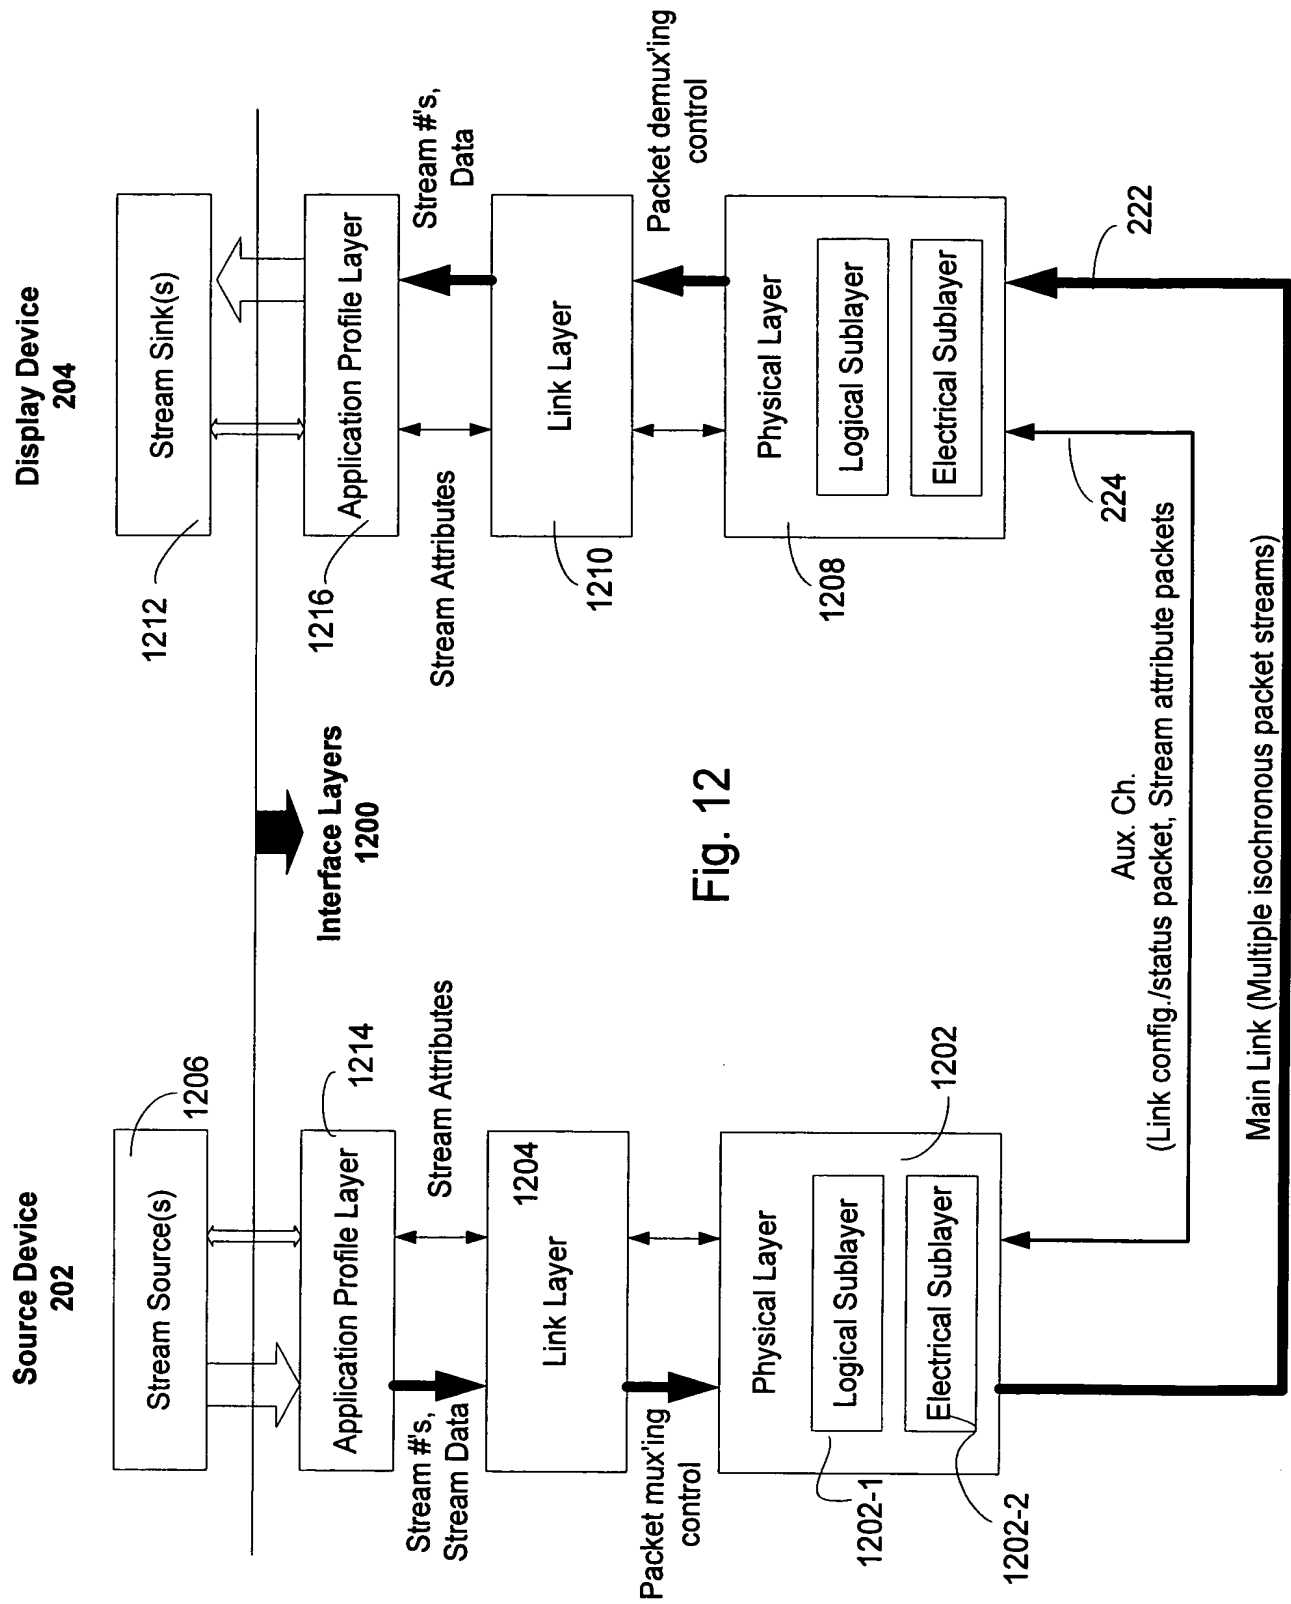 Source Device
202
Display Device
204
Stream Source(s)
1206
Stream Sink(s)
1212
Interface Layers
1200
Application Profile Layer
1214
Application Profile Layer
1216
Stream #'s,
Stream Data
Stream Attributes
Stream Attributes
Stream #'s,
Data
Link Layer
1204
Link Layer
1210
Packet mux'ing
control
Packet demux'ing
control
Fig. 12
Physical Layer
Logical Sublayer
Electrical Sublayer
1202-1
1202-2
1202
Physical Layer
Logical Sublayer
Electrical Sublayer
1208
224
222
Aux. Ch.
(Link config./status packet, Stream attribute packets
Main Link (Multiple isochronous packet streams)